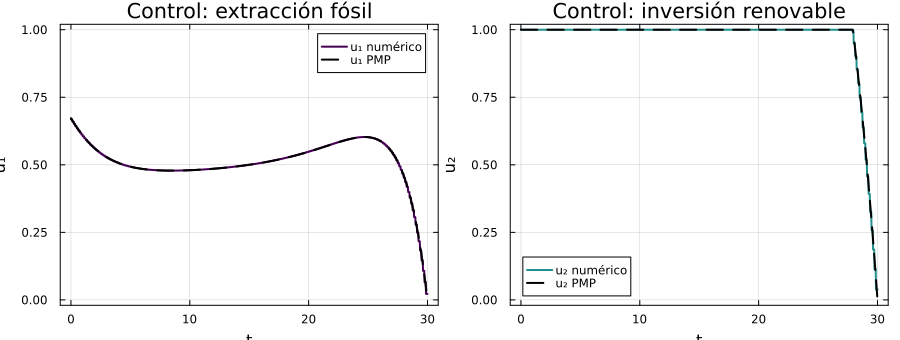 Control: extracción fósil
1.00
0.75
0.50
0.25
0.00
u₁
u₁ numérico
u₁ PMP
0
10
20
30
Control: inversión renovable
1.00
0.75
0.50
0.25
0.00
u₂
u₂ numérico
u₂ PMP
0
10
20
30